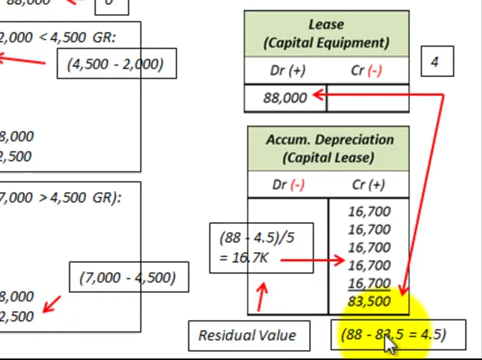 88,000
0
2,000 < 4,500 GR:
(4,500 - 2,000)
8,000
2,500
7,000 > 4,500 GR):
(7,000 - 4,500)
8,000
2,500
Lease
(Capital Equipment)
Dr (+) Cr (-)
88,000
4
Accum. Depreciation
(Capital Lease)
Dr (-) Cr (+)
16,700
16,700
16,700
16,700
16,700
83,500
(88 - 4.5)/5
= 16.7K
Residual Value
(88 - 83.5 = 4.5)